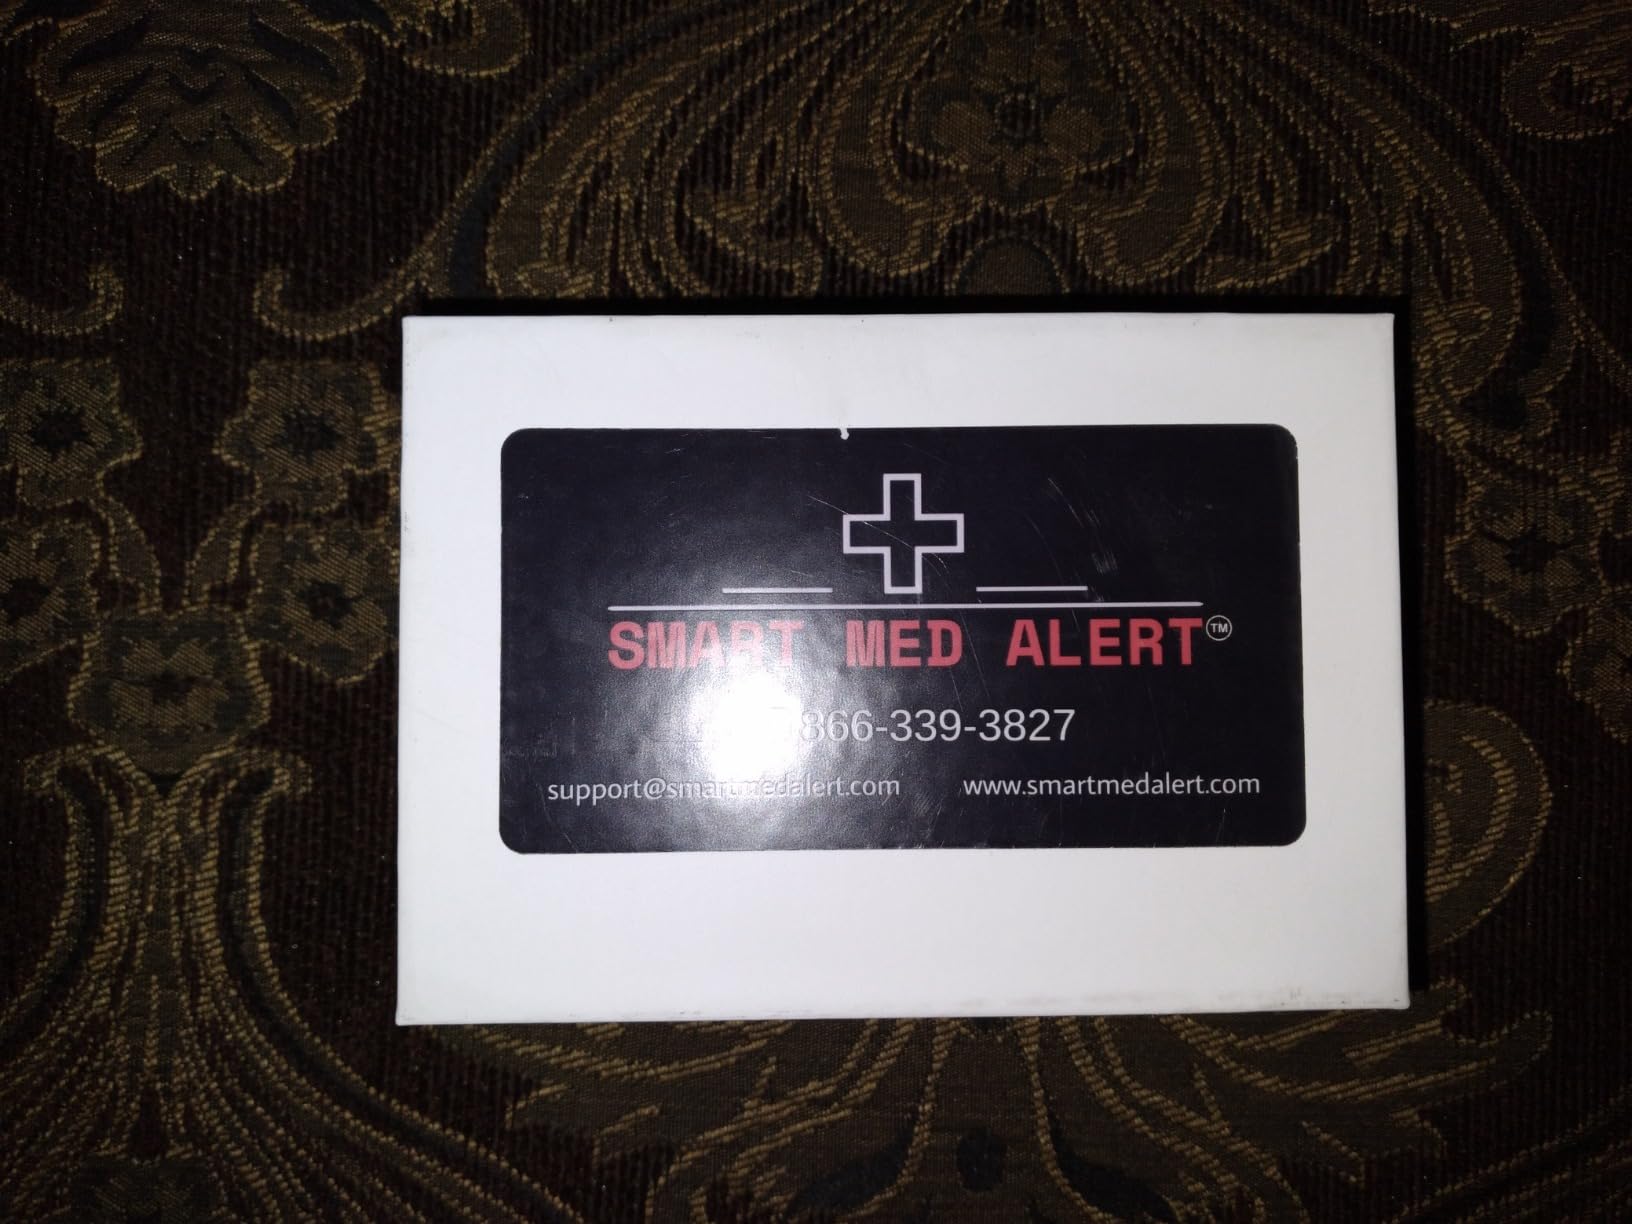 SMART MED ALERT™
866-339-3827
support@smartmedalert.com www.smartmedalert.com